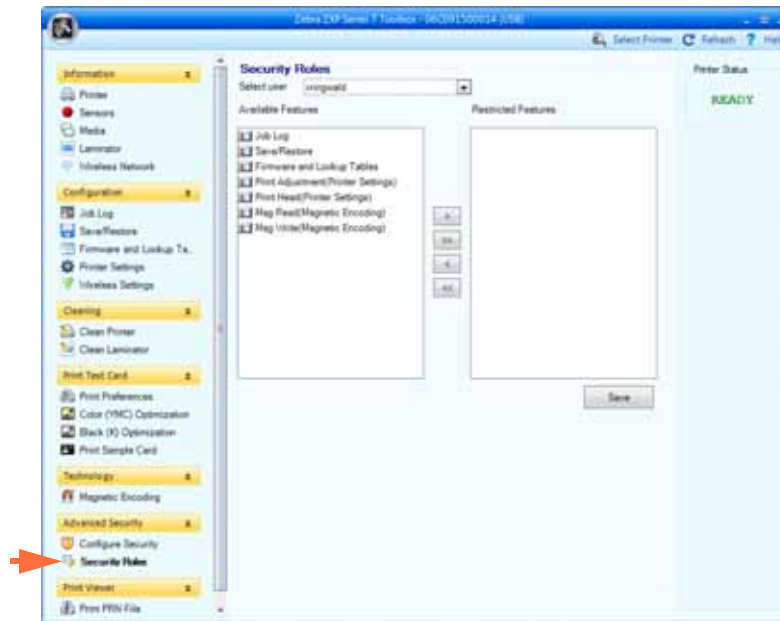 Zebra ZXP Series 7 Toolbox - (USB)
Select Printer Refresh ? Help
Information
Printer
Sensors
Media
Laminator
Wireless Network
Configuration
Job Log
Save/Restore
Firmware and Lookup Ta..
Printer Settings
Wireless Settings
Cleaning
Clean Printer
Clean Laminator
Print Test Card
Print Preferences
Color (YMC) Optimization
Black (K) Optimization
Print Sample Card
Technology
Magnetic Encoding
Advanced Security
Configure Security
Security Roles
Print Viewer
Print PRN File
Security Roles
Select user
Available Features
Restricted Features
Job Log
Save/Restore
Firmware and Lookup Tables
Print Adjustment(Printer Settings)
Print Head(Printer Settings)
Mag Read(Magnetic Encoding)
Mag Write(Magnetic Encoding)
>
>>
<
<<
Save
Printer Status
READY